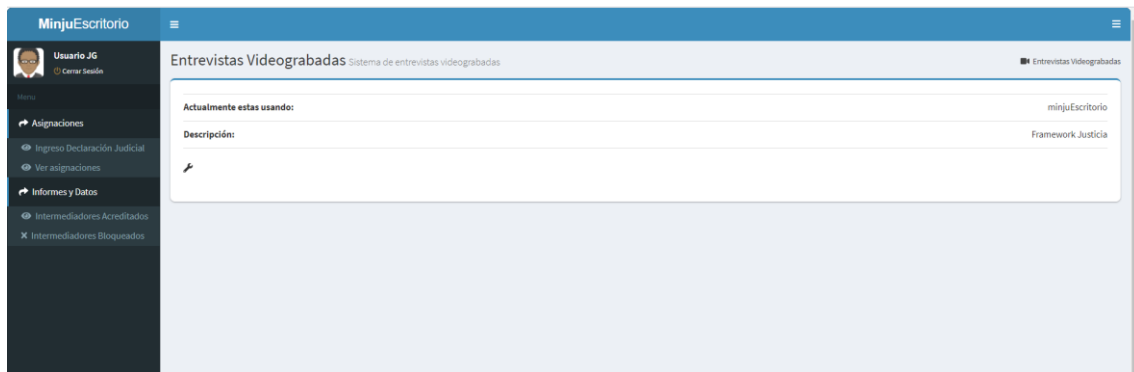 MinjuEscritorio
Usuario JG
Cerrar Sesión
Menu
Asignaciones
Ingreso Declaración Judicial
Ver asignaciones
Informes y Datos
Intermediadores Acreditados
Intermediadores Bloqueados
Entrevistas Videograbadas Sistema de entrevistas videograbadas
Entrevistas Videograbadas
Actualmente estas usando: minjuEscritorio
Descripción: Framework Justicia